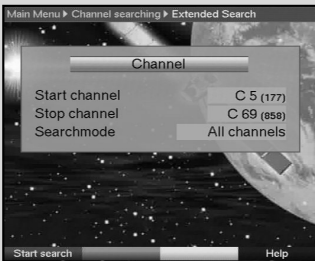 Main Menu ▶ Channel searching ▶ Extended Search
Channel
Start channel C 5 (177)
Stop channel C 69 (858)
Searchmode All channels
Start search Help